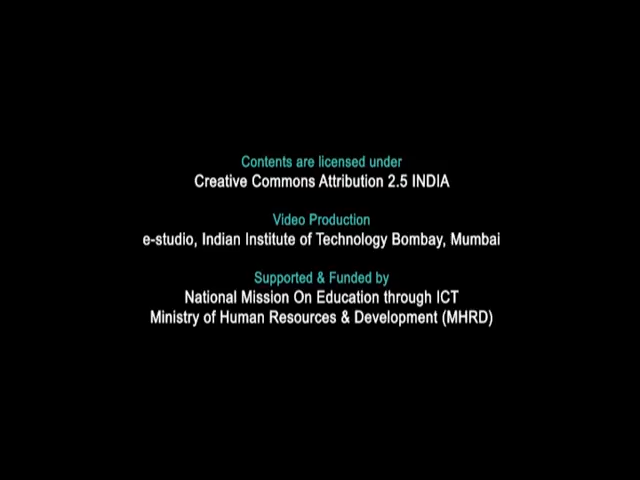 Contents are licensed under
Creative Commons Attribution 2.5 INDIA
Video Production
e-studio, Indian Institute of Technology Bombay, Mumbai
Supported & Funded by
National Mission On Education through ICT
Ministry of Human Resources & Development (MHRD)